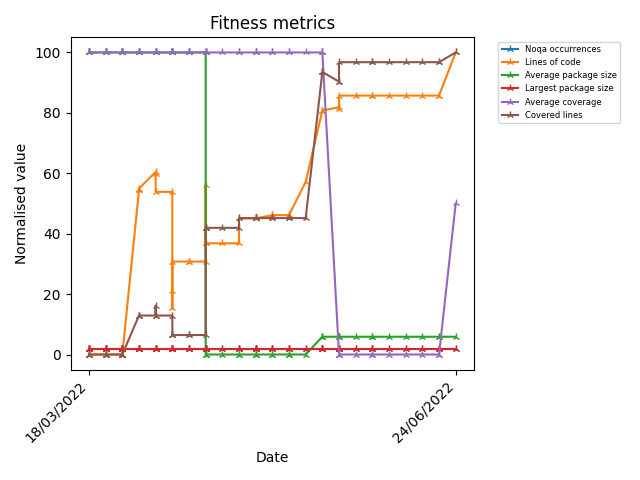 Fitness metrics
Noqa occurrences
Lines of code
Average package size
Largest package size
Average coverage
Covered lines
Normalised value
100
80
60
40
20
0
18/03/2022
24/06/2022
Date